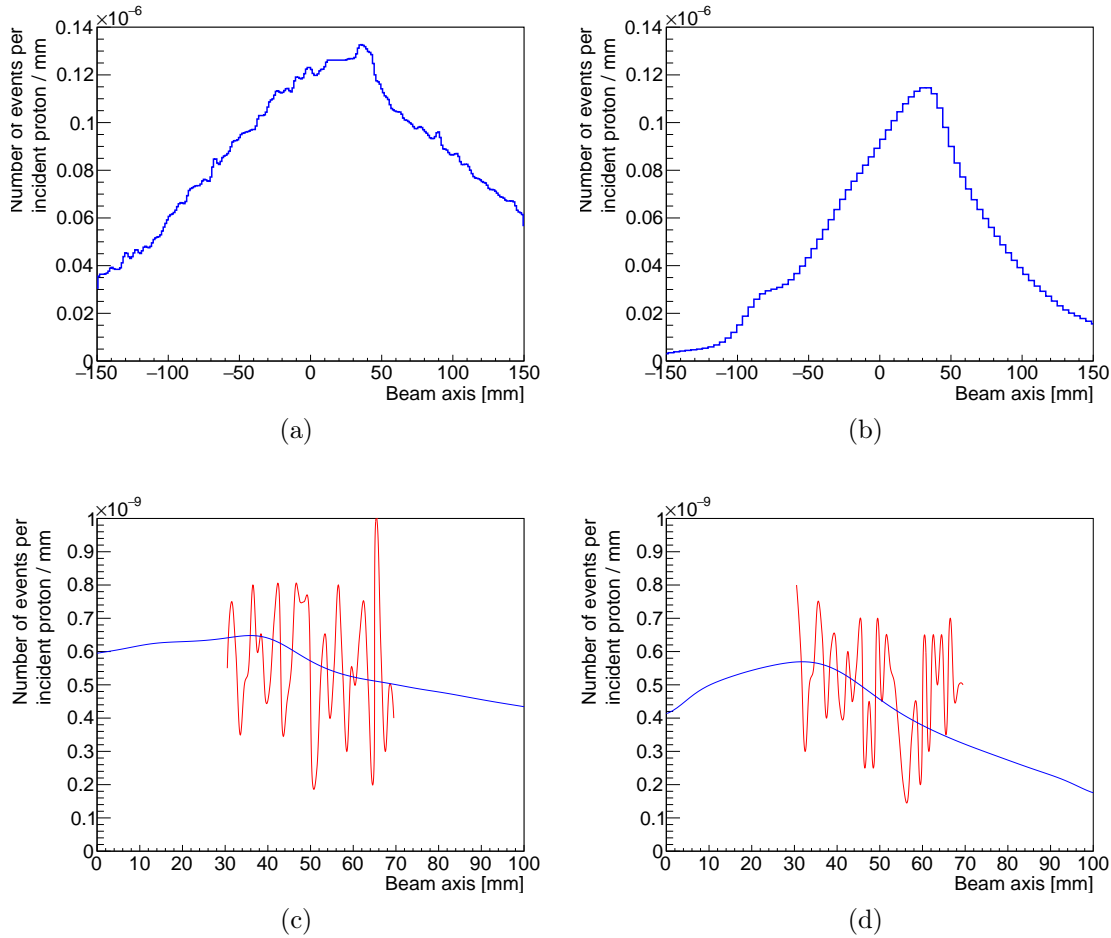 ×10⁻⁶
Number of events per
incident proton / mm
0.14
0.12
0.1
0.08
0.06
0.04
0.02
0
−150 −100 −50 0 50 100 150
Beam axis [mm]
(a)
×10⁻⁶
Number of events per
incident proton / mm
0.14
0.12
0.1
0.08
0.06
0.04
0.02
0
−150 −100 −50 0 50 100 150
Beam axis [mm]
(b)
×10⁻⁹
Number of events per
incident proton / mm
1
0.9
0.8
0.7
0.6
0.5
0.4
0.3
0.2
0.1
0
0 10 20 30 40 50 60 70 80 90 100
Beam axis [mm]
(c)
×10⁻⁹
Number of events per
incident proton / mm
1
0.9
0.8
0.7
0.6
0.5
0.4
0.3
0.2
0.1
0
0 10 20 30 40 50 60 70 80 90 100
Beam axis [mm]
(d)